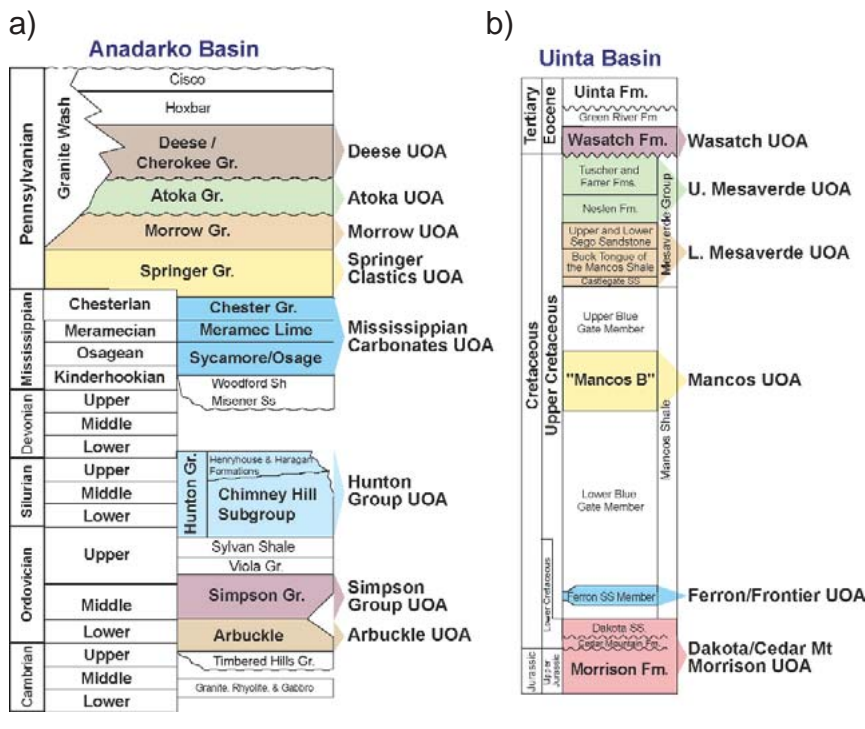 a)
Anadarko Basin
Pennsylvanian
Granite Wash
Cisco
Hoxbar
Deese /
Cherokee Gr.
Deese UOA
Atoka Gr.
Atoka UOA
Morrow Gr.
Morrow UOA
Springer Gr.
Springer
Clastics UOA
Mississippian
Chesterian
Chester Gr.
Meramecian
Meramec Lime
Osagean
Sycamore/Osage
Mississippian
Carbonates UOA
Kinderhookian
Woodford Sh
Misener Ss
Devonian
Upper
Middle
Lower
Silurian
Upper
Middle
Lower
Hunton Gr.
Henryhouse & Haragan
Formations
Chimney Hill
Subgroup
Hunton
Group UOA
Ordovician
Upper
Sylvan Shale
Viola Gr.
Middle
Simpson Gr.
Simpson
Group UOA
Lower
Arbuckle
Arbuckle UOA
Cambrian
Upper
Timbered Hills Gr.
Middle
Granite, Rhyolite, & Gabbro
Lower
b)
Uinta Basin
Tertiary
Eocene
Uinta Fm.
Green River Fm
Wasatch Fm.
Wasatch UOA
Cretaceous
Upper Cretaceous
Tuscher and
Farrer Fms.
Neslen Fm.
U. Mesaverde UOA
Mesaverde Group
Upper and Lower
Sego Sandstone
Buck Tongue of
the Mancos Shale
Castlegate SS
L. Mesaverde UOA
Upper Blue
Gate Member
"Mancos B"
Mancos UOA
Mancos Shale
Lower Blue
Gate Member
Lower Cretaceous
Ferron SS Member
Ferron/Frontier UOA
Dakota SS.
Cedar Mountain Fm
Jurassic
Upper
Jurassic
Morrison Fm.
Dakota/Cedar Mt
Morrison UOA